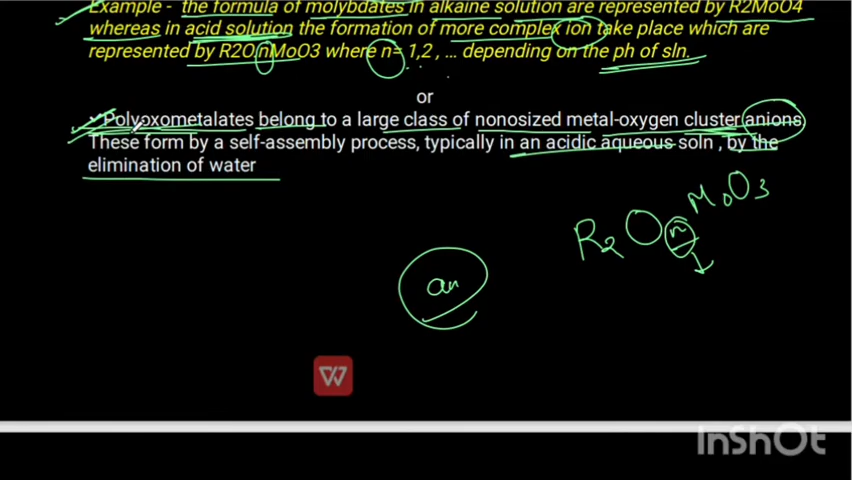 Example - the formula of molybdates in alkaine solution are represented by R2MoO4
whereas in acid solution the formation of more complex ion take place which are
represented by R2O nMoO3 where n= 1,2 , ... depending on the ph of sln.
or
Polyoxometalates belong to a large class of nonosized metal-oxygen cluster anions
These form by a self-assembly process, typically in an acidic aqueous soln , by the
elimination of water
R2 O n MoO3
an
W
InShOt